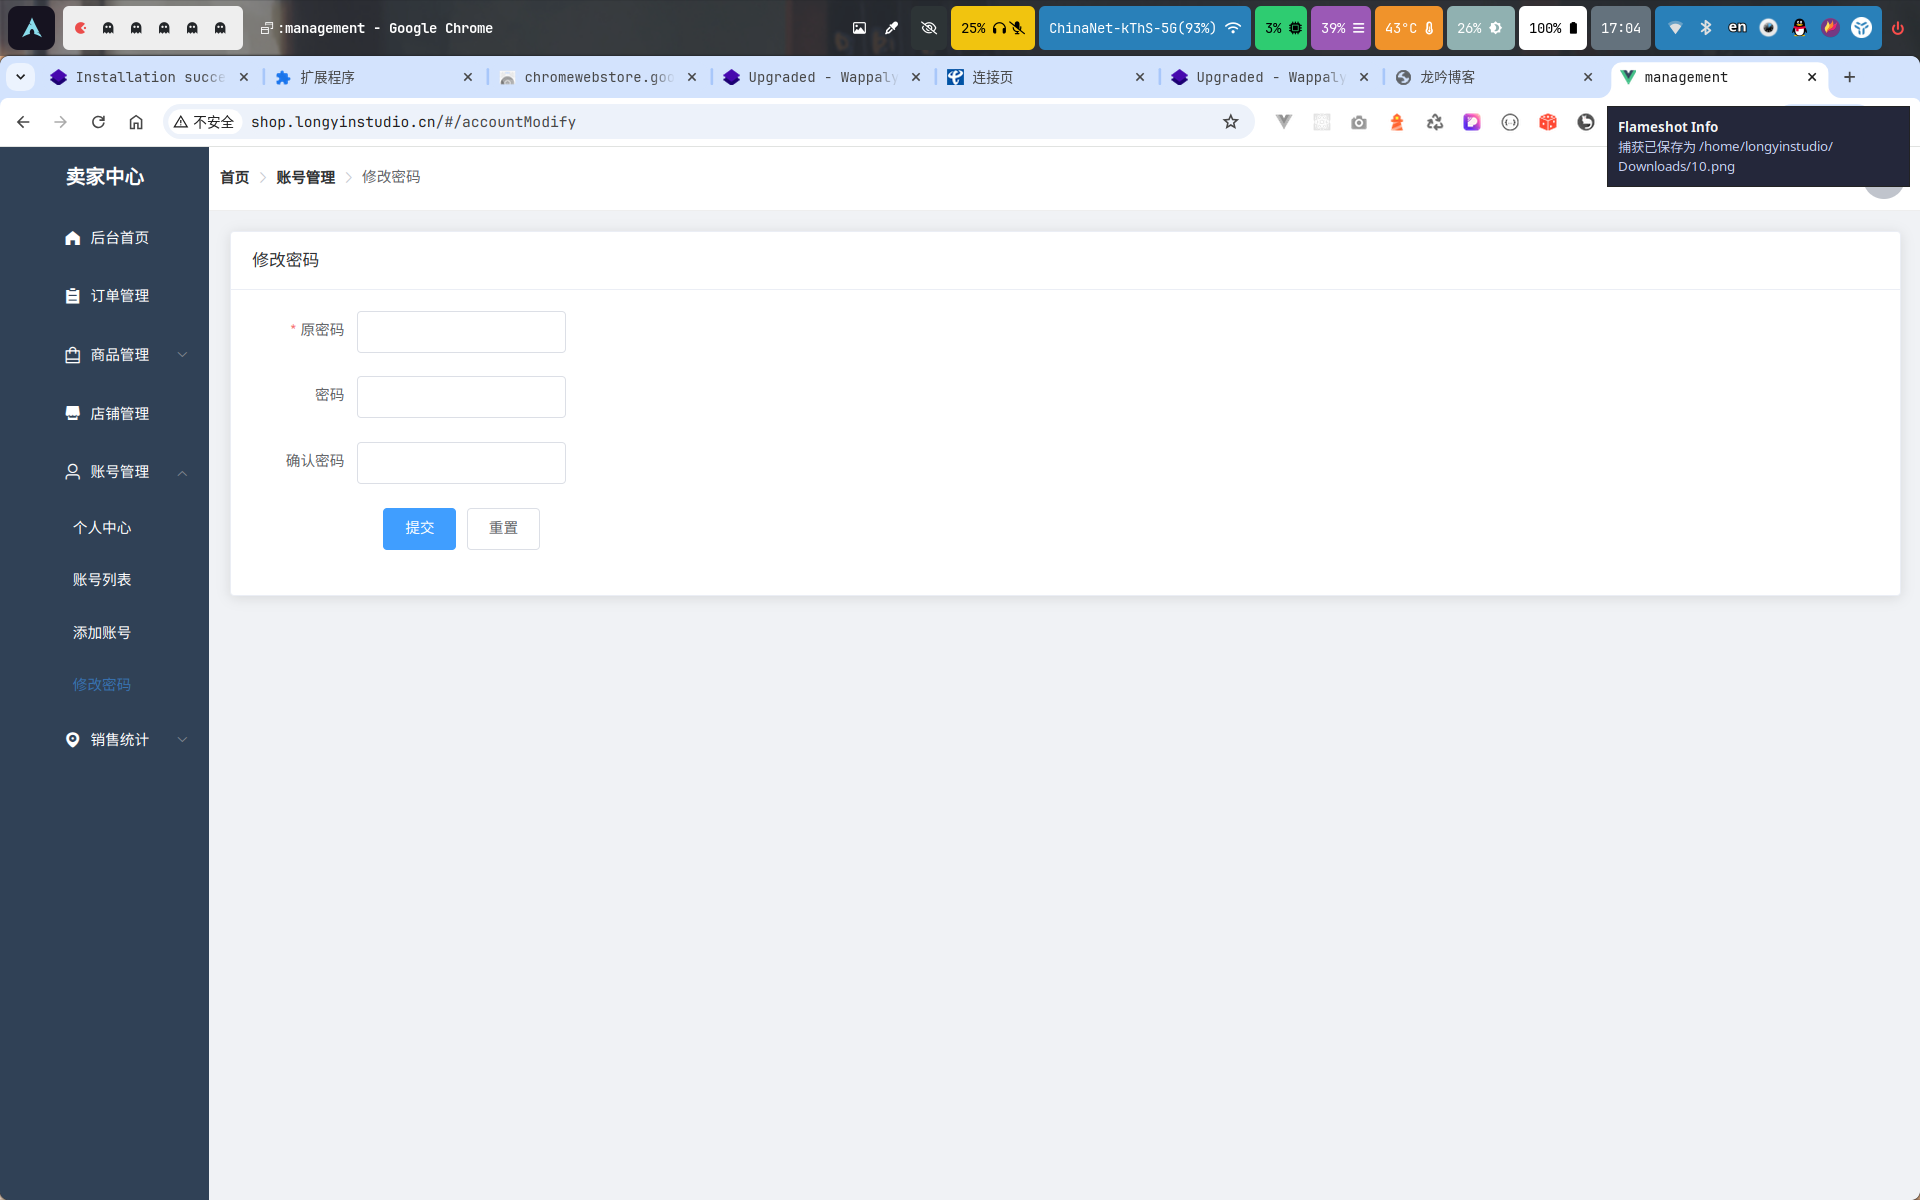 :management - Google Chrome
25%
ChinaNet-kThS-5G(93%)
3%
39%
43°C
26%
100%
17:04
en
Installation succe
扩展程序
chromewebstore.goo
Upgraded - Wappaly
连接页
Upgraded - Wappaly
龙吟博客
management
不安全
shop.longyinstudio.cn/#/accountModify
Flameshot Info
捕获已保存为 /home/longyinstudio/
Downloads/10.png
卖家中心
首页
账号管理
修改密码
后台首页
订单管理
商品管理
店铺管理
账号管理
个人中心
账号列表
添加账号
修改密码
销售统计
修改密码
* 原密码
密码
确认密码
提交
重置